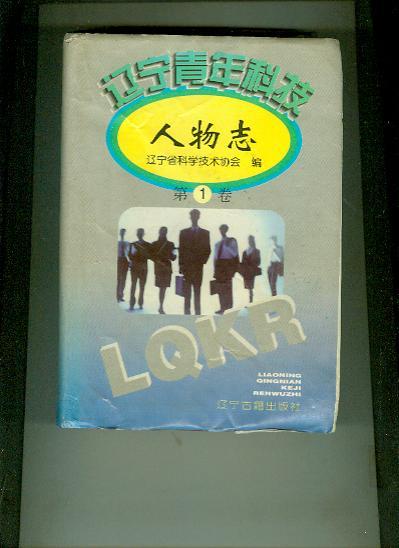 辽宁青年科技
人物志
辽宁省科学技术协会 编
第1卷
LQKR
LIAONING
QINGNIAN
KEJI
RENWUZHI
辽宁古籍出版社